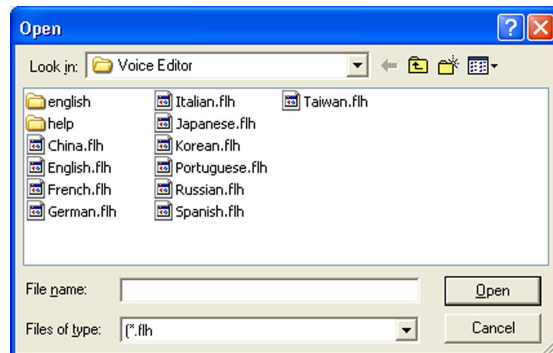 Open
Look in: Voice Editor
english
help
China.flh
English.flh
French.flh
German.flh
Italian.flh
Japanese.flh
Korean.flh
Portuguese.flh
Russian.flh
Spanish.flh
Taiwan.flh
File name:
Open
Files of type: (*.flh
Cancel